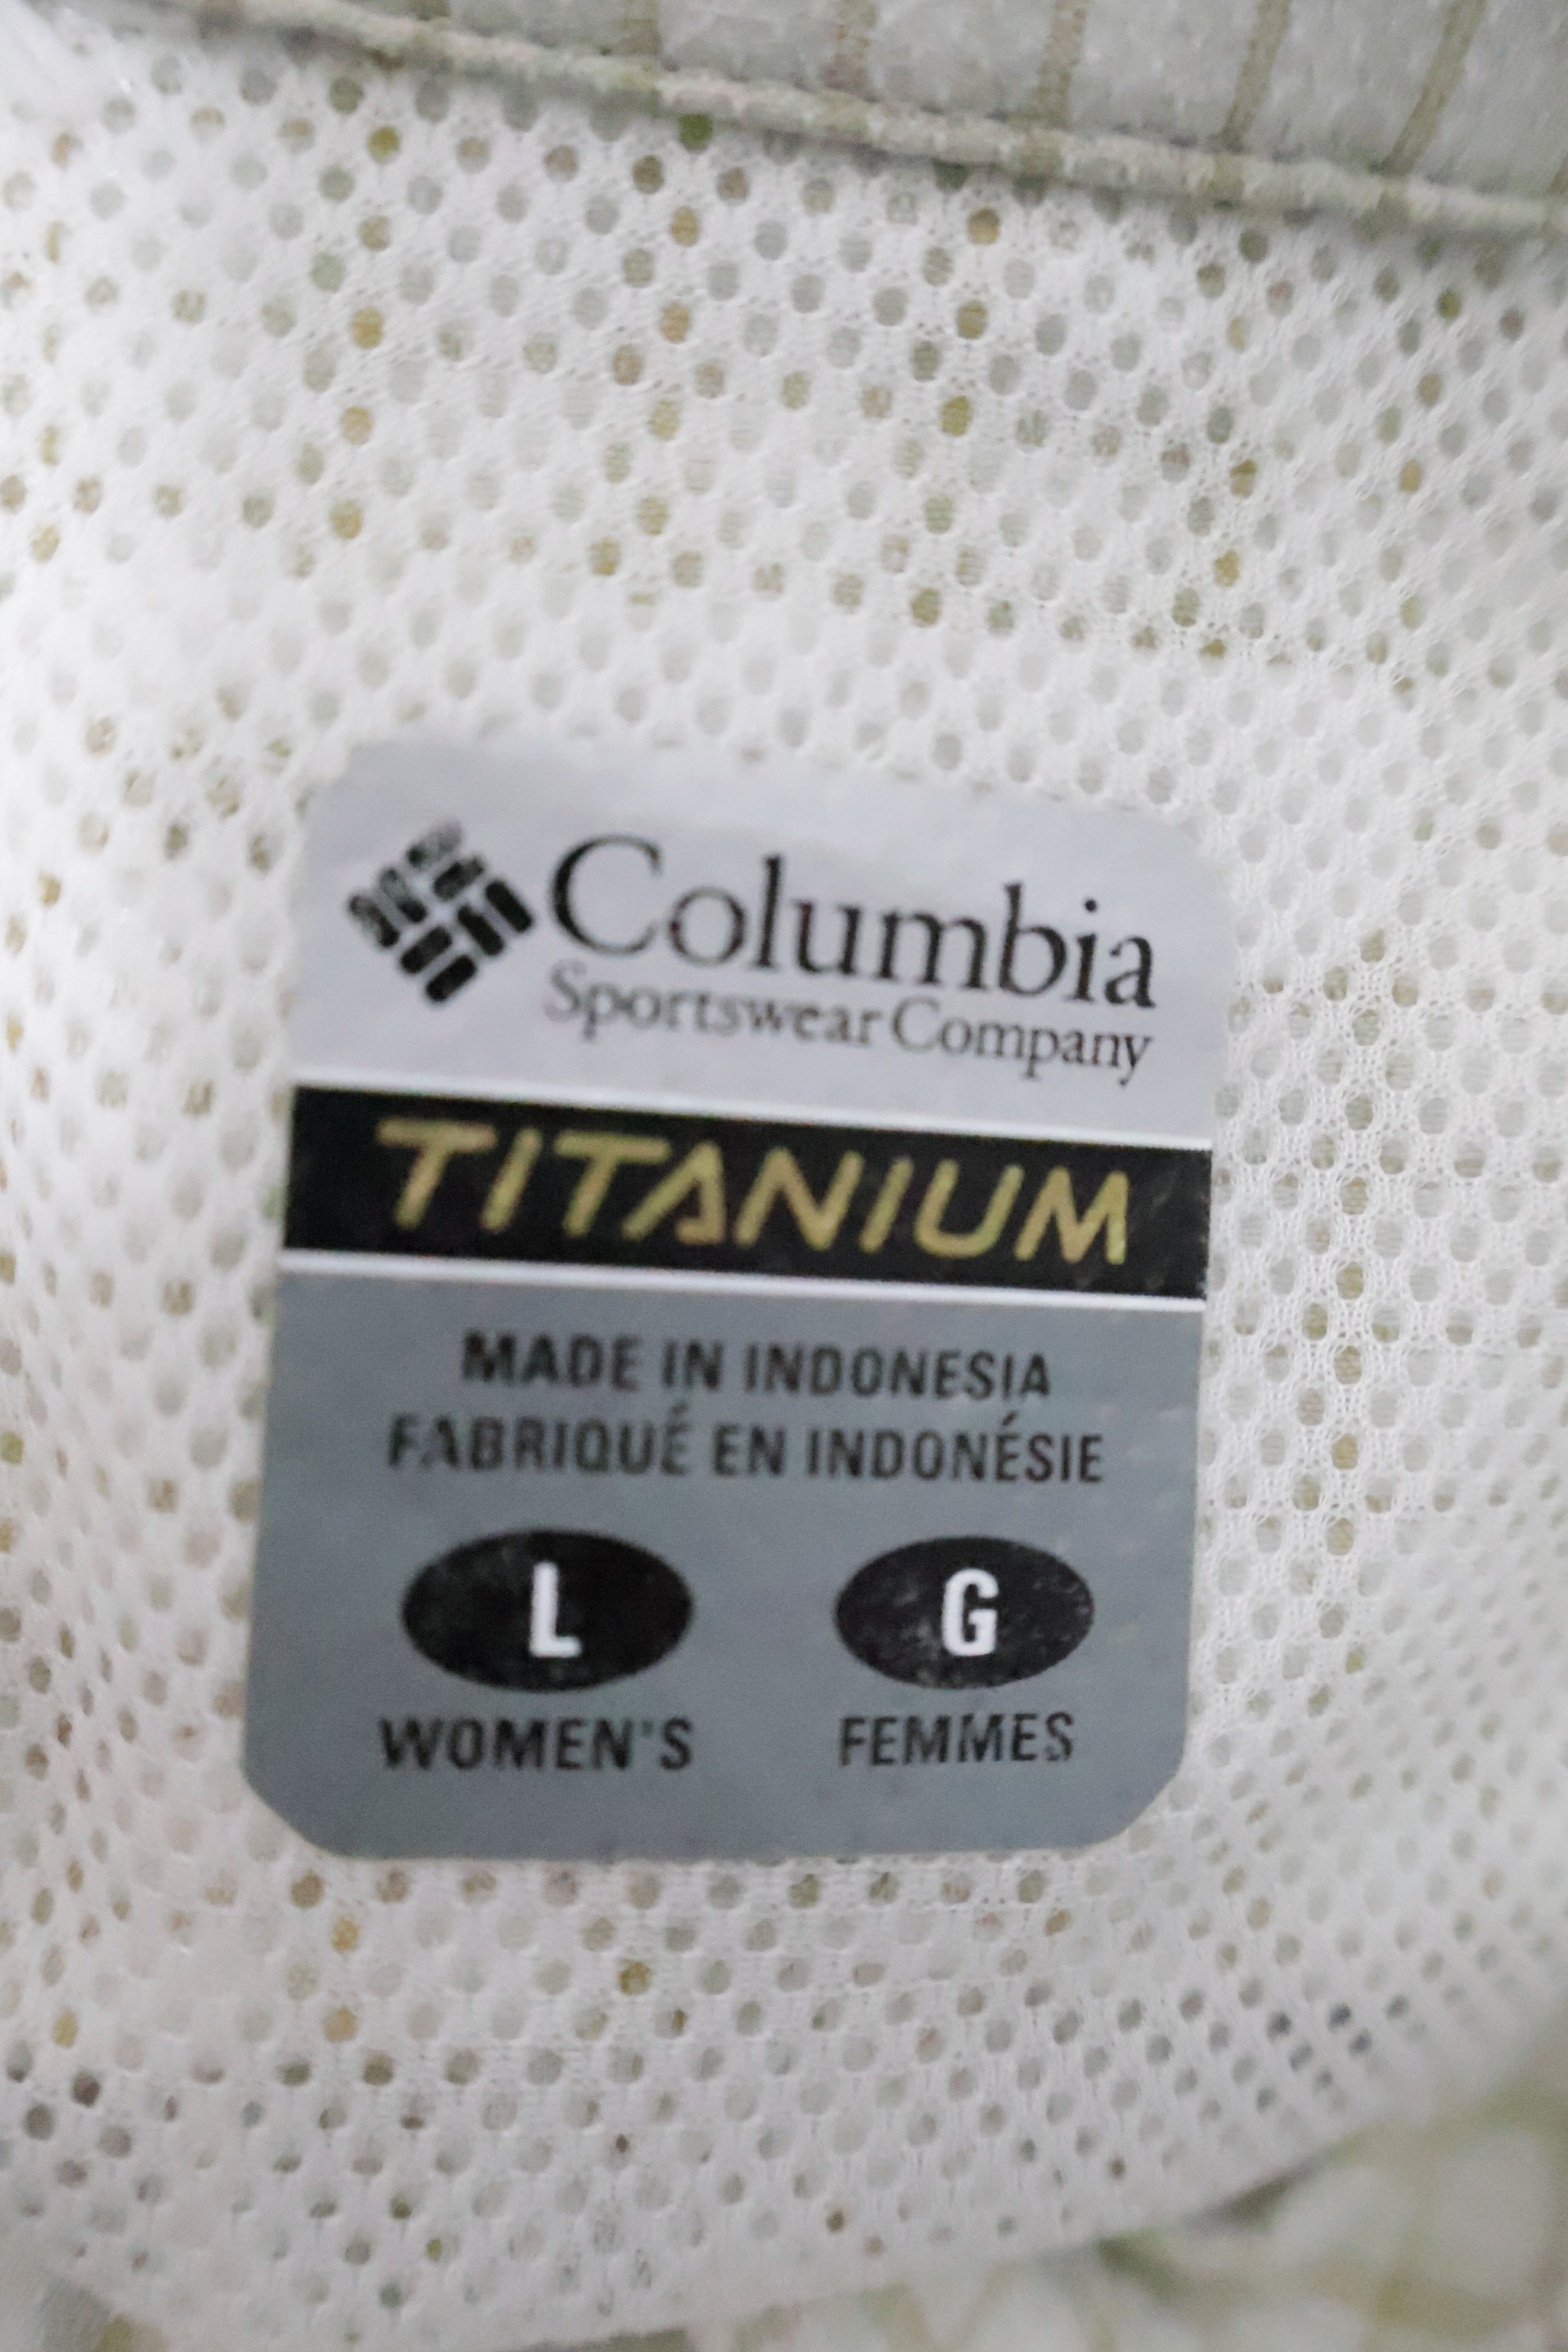 Columbia
Sportswear Company
TITANIUM
MADE IN INDONESIA
FABRIQUÉ EN INDONÉSIE
L G
WOMEN'S FEMMES